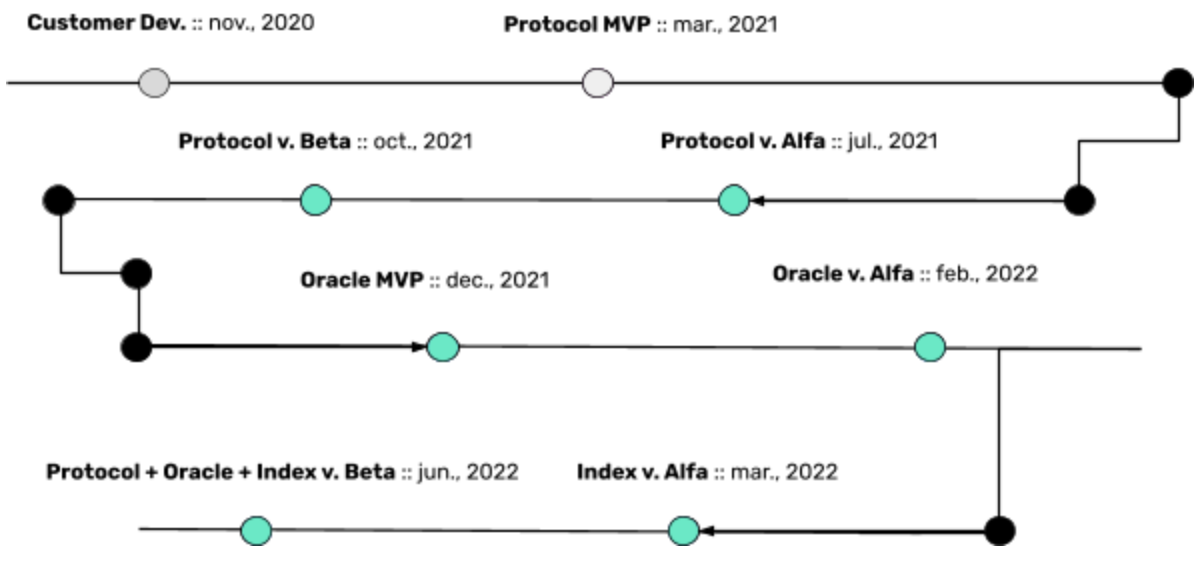 Customer Dev. :: nov., 2020
Protocol MVP :: mar., 2021
Protocol v. Beta :: oct., 2021
Protocol v. Alfa :: jul., 2021
Oracle MVP :: dec., 2021
Oracle v. Alfa :: feb., 2022
Protocol + Oracle + Index v. Beta :: jun., 2022
Index v. Alfa :: mar., 2022